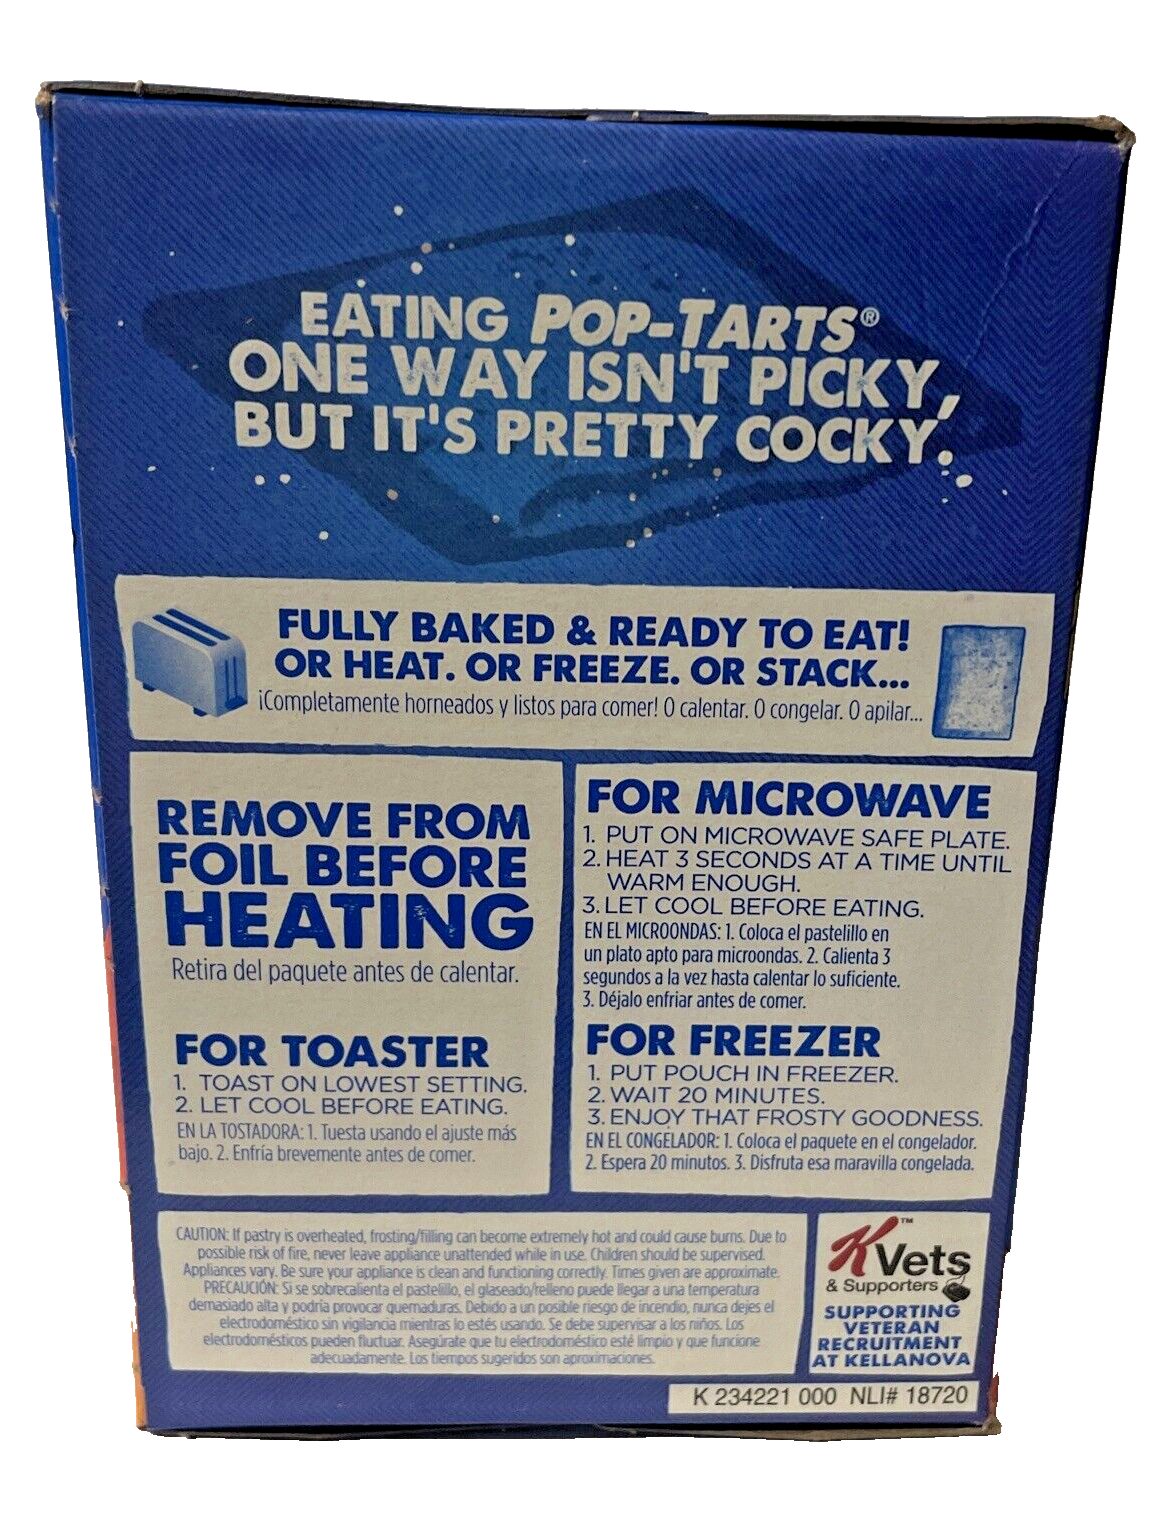 EATING POP-TARTS®
ONE WAY ISN'T PICKY,
BUT IT'S PRETTY COCKY.
FULLY BAKED & READY TO EAT!
OR HEAT. OR FREEZE. OR STACK...
¡Completamente horneados y listos para comer! O calentar. O congelar. O apilar...
REMOVE FROM
FOIL BEFORE
HEATING
Retira del paquete antes de calentar.
FOR TOASTER
1. TOAST ON LOWEST SETTING.
2. LET COOL BEFORE EATING.
EN LA TOSTADORA: 1. Tuesta usando el ajuste más
bajo. 2. Enfría brevemente antes de comer.
FOR MICROWAVE
1. PUT ON MICROWAVE SAFE PLATE.
2. HEAT 3 SECONDS AT A TIME UNTIL
WARM ENOUGH.
3. LET COOL BEFORE EATING.
EN EL MICROONDAS: 1. Coloca el pastelillo en
un plato apto para microondas. 2. Calienta 3
segundos a la vez hasta calentar lo suficiente.
3. Déjalo enfriar antes de comer.
FOR FREEZER
1. PUT POUCH IN FREEZER.
2. WAIT 20 MINUTES.
3. ENJOY THAT FROSTY GOODNESS.
EN EL CONGELADOR: 1. Coloca el paquete en el congelador.
2. Espera 20 minutos. 3. Disfruta esa maravilla congelada.
CAUTION: If pastry is overheated, frosting/filling can become extremely hot and could cause burns. Due to
possible risk of fire, never leave appliance unattended while in use. Children should be supervised.
Appliances vary. Be sure your appliance is clean and functioning correctly. Times given are approximate.
PRECAUCIÓN: Si se sobrecalienta el pastelillo, el glaseado/relleno puede llegar a una temperatura
demasiado alta y podría provocar quemaduras. Debido a un posible riesgo de incendio, nunca dejes el
electrodoméstico sin vigilancia mientras lo estés usando. Se debe supervisar a los niños. Los
electrodomésticos pueden fluctuar. Asegúrate que tu electrodoméstico esté limpio y que funcione
adecuadamente. Los tiempos sugeridos son aproximaciones.
K Vets™
& Supporters
SUPPORTING
VETERAN
RECRUITMENT
AT KELLANOVA
K 234221 000 NLI# 18720